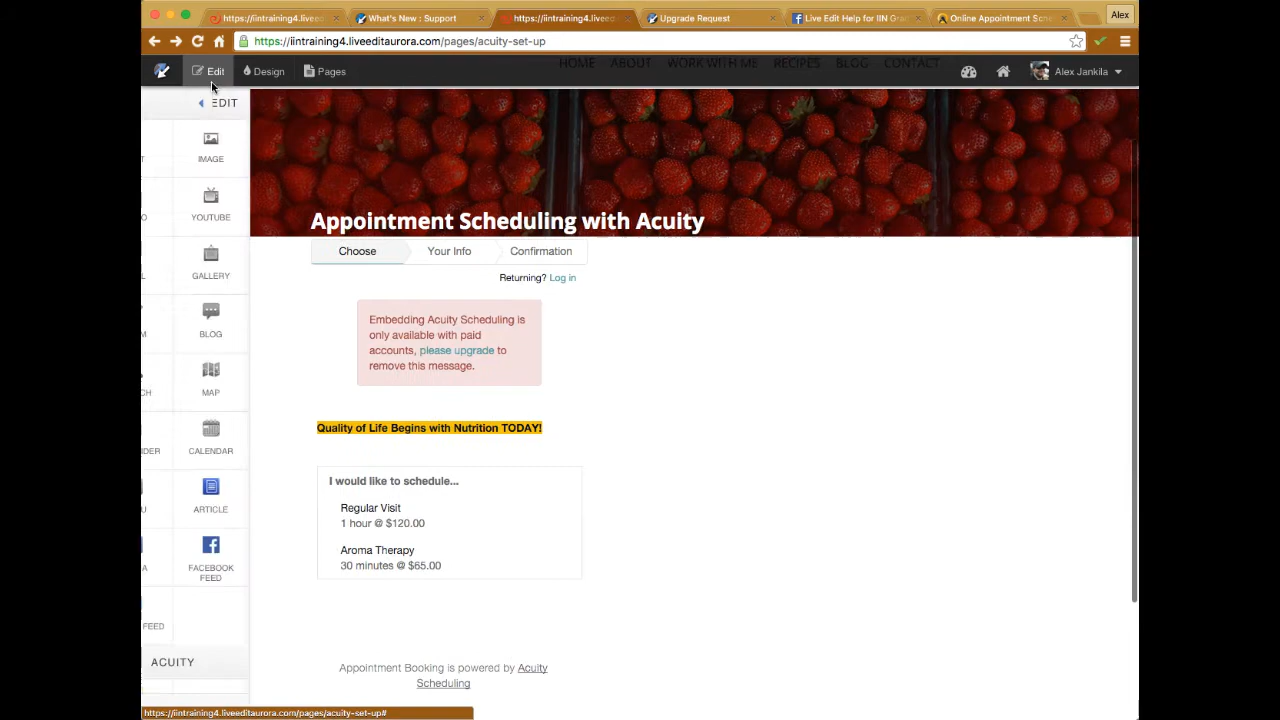 https://iintraining4.liveedi
What's New : Support
https://iintraining4.liveedi
Upgrade Request
Live Edit Help for IIN Gra
Online Appointment Sche
Alex
https://iintraining4.liveeditaurora.com/pages/acuity-set-up
Edit
Design
Pages
HOME ABOUT WORK WITH ME RECIPES BLOG CONTACT
Alex Jankila
EDIT
T
IMAGE
O
YOUTUBE
L
GALLERY
M
BLOG
CH
MAP
DER
CALENDAR
U
ARTICLE
A
FACEBOOK
FEED
FEED
ACUITY
Appointment Scheduling with Acuity
Choose
Your Info
Confirmation
Returning? Log in
Embedding Acuity Scheduling is
only available with paid
accounts, please upgrade to
remove this message.
Quality of Life Begins with Nutrition TODAY!
I would like to schedule...
Regular Visit
1 hour @ $120.00
Aroma Therapy
30 minutes @ $65.00
Appointment Booking is powered by Acuity
Scheduling
https://iintraining4.liveeditaurora.com/pages/acuity-set-up#